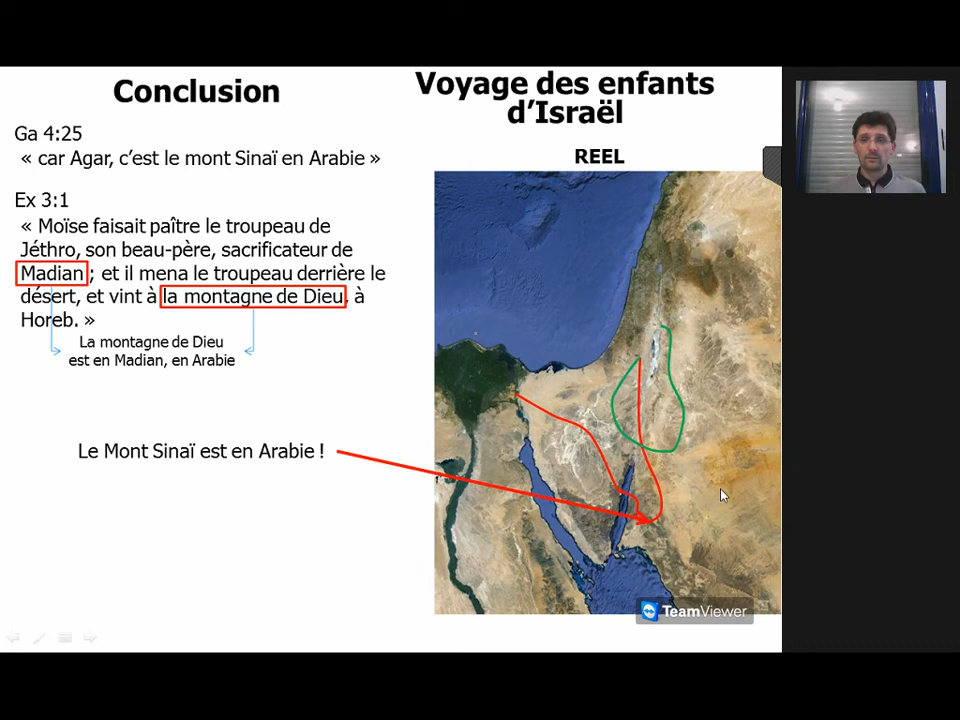 Conclusion
Voyage des enfants
d’Israël
REEL
Ga 4:25
« car Agar, c’est le mont Sinaï en Arabie »
Ex 3:1
« Moïse faisait paître le troupeau de
Jéthro, son beau-père, sacrificateur de
Madian ; et il mena le troupeau derrière le
désert, et vint à la montagne de Dieu, à
Horeb. »
La montagne de Dieu
est en Madian, en Arabie
Le Mont Sinaï est en Arabie !
TeamViewer